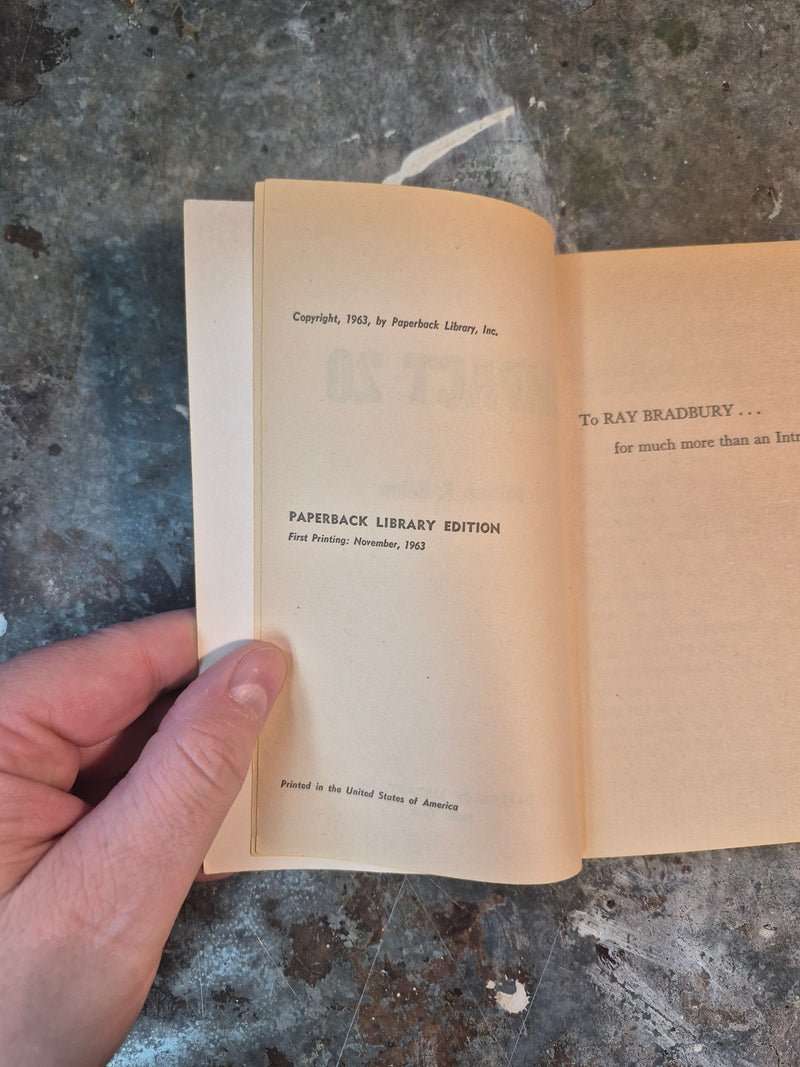 Copyright, 1963, by Paperback Library, Inc.
PAPERBACK LIBRARY EDITION
First Printing: November, 1963
Printed in the United States of America
To RAY BRADBURY . . .
for much more than an Intr